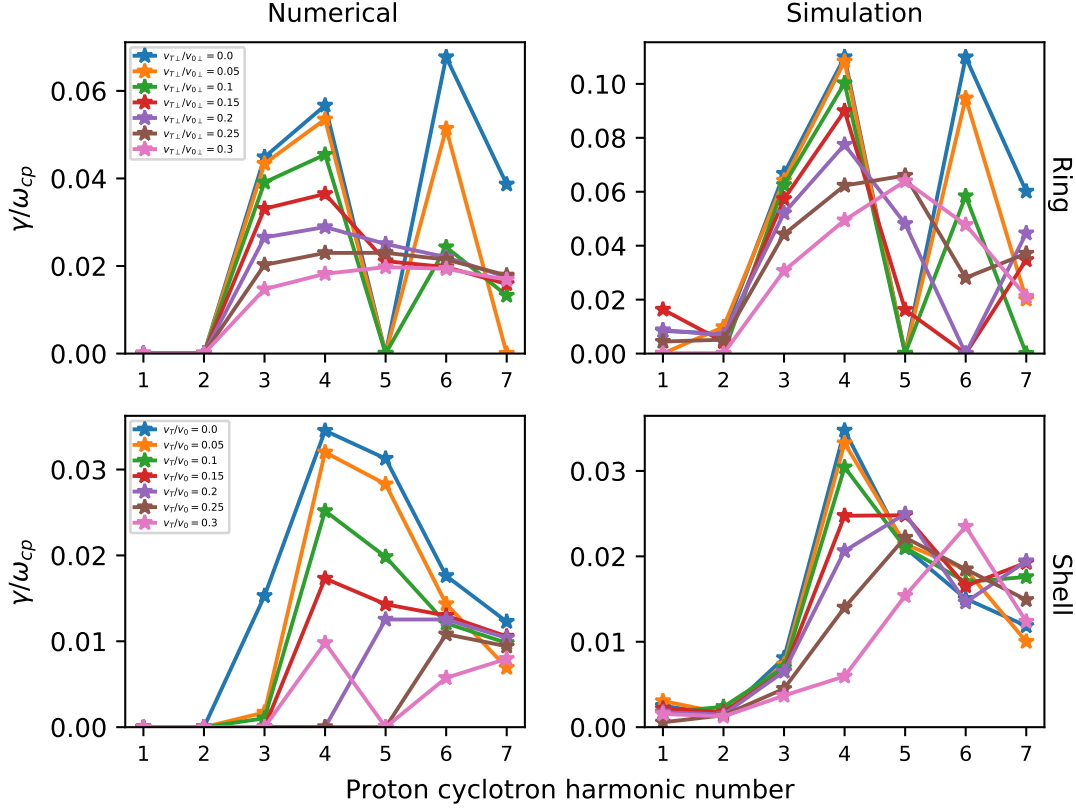 Numerical
Simulation
γ/ω_cp
0.06
0.04
0.02
0.00
v_T⊥/v_0⊥ = 0.0
v_T⊥/v_0⊥ = 0.05
v_T⊥/v_0⊥ = 0.1
v_T⊥/v_0⊥ = 0.15
v_T⊥/v_0⊥ = 0.2
v_T⊥/v_0⊥ = 0.25
v_T⊥/v_0⊥ = 0.3
1 2 3 4 5 6 7
0.10
0.08
0.06
0.04
0.02
0.00
1 2 3 4 5 6 7
Ring
γ/ω_cp
0.03
0.02
0.01
0.00
v_T/v_0 = 0.0
v_T/v_0 = 0.05
v_T/v_0 = 0.1
v_T/v_0 = 0.15
v_T/v_0 = 0.2
v_T/v_0 = 0.25
v_T/v_0 = 0.3
1 2 3 4 5 6 7
0.03
0.02
0.01
0.00
1 2 3 4 5 6 7
Shell
Proton cyclotron harmonic number